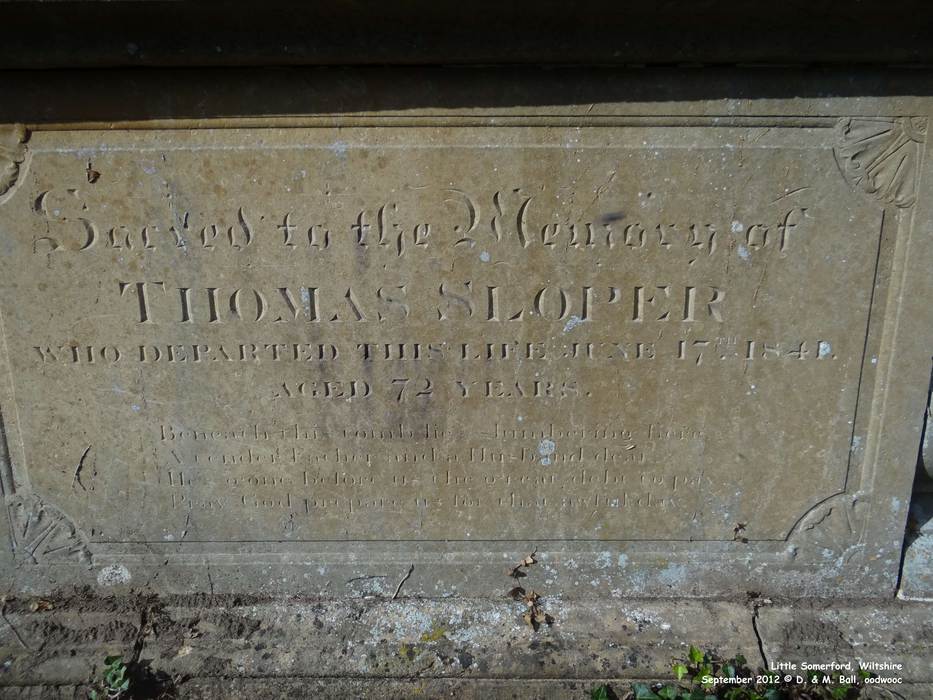 Sacred to the Memory of
THOMAS SLOPER
WHO DEPARTED THIS LIFE JUNE 17TH 1841.
AGED 72 YEARS.
Beneath this tomb lies slumbering here
A tender Father and a Husband dear
He's gone before us the great debt to pay
Pray God prepare us for that awful day
Little Somerford, Wiltshire
September 2012 © D, & M. Ball, oodwooc